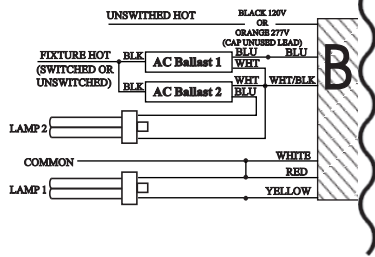 UNSWITHED HOT
BLACK 120V
OR
ORANGE 277V
(CAP UNUSED LEAD)
FIXTURE HOT
(SWITCHED OR
UNSWITCHED)
BLK
AC Ballast 1
BLU
BLU
WHT
BLK
AC Ballast 2
WHT
BLU
WHT/BLK
B
LAMP 2
COMMON
WHITE
RED
LAMP 1
YELLOW